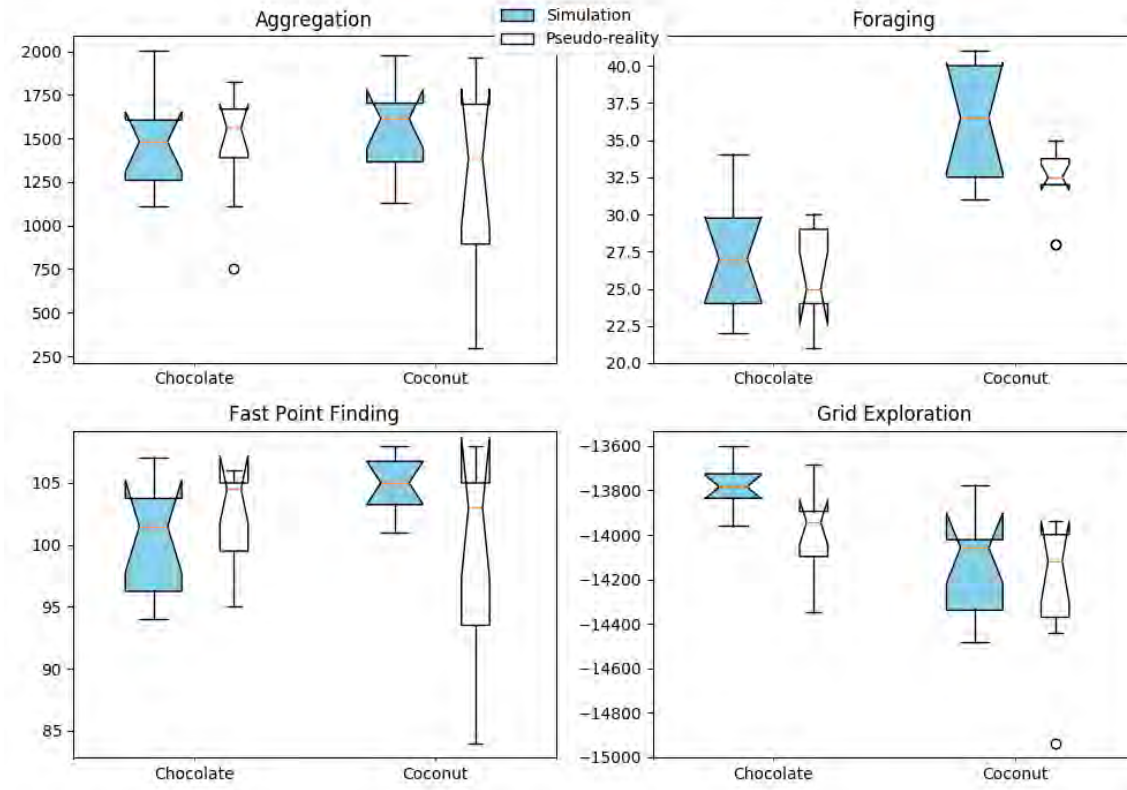 Aggregation
Simulation
Pseudo-reality
Foraging
2000
1750
1500
1250
1000
750
500
250
Chocolate
Coconut
40.0
37.5
35.0
32.5
30.0
27.5
25.0
22.5
20.0
Chocolate
Coconut
Fast Point Finding
105
100
95
90
85
Chocolate
Coconut
Grid Exploration
−13600
−13800
−14000
−14200
−14400
−14600
−14800
−15000
Chocolate
Coconut